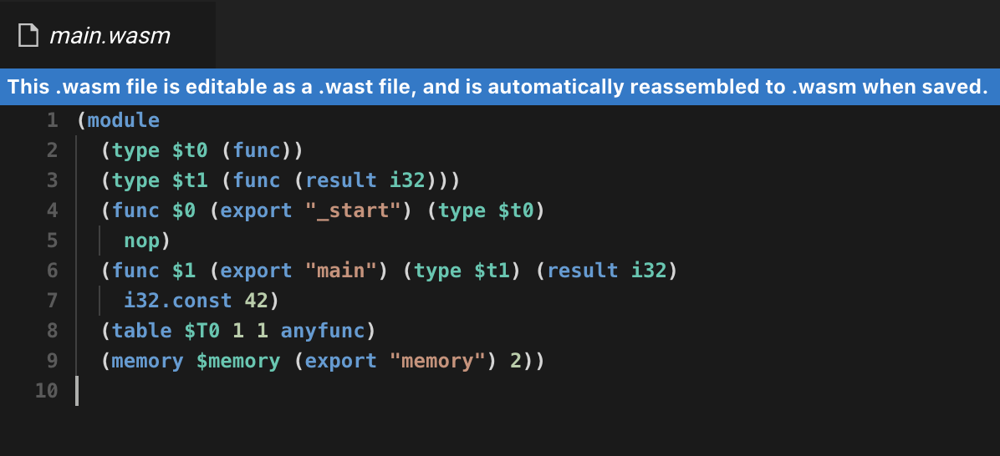 main.wasm
This .wasm file is editable as a .wast file, and is automatically reassembled to .wasm when saved.
1 (module
2   (type $t0 (func))
3   (type $t1 (func (result i32)))
4   (func $0 (export "_start") (type $t0)
5     nop)
6   (func $1 (export "main") (type $t1) (result i32)
7     i32.const 42)
8   (table $T0 1 1 anyfunc)
9   (memory $memory (export "memory") 2))
10